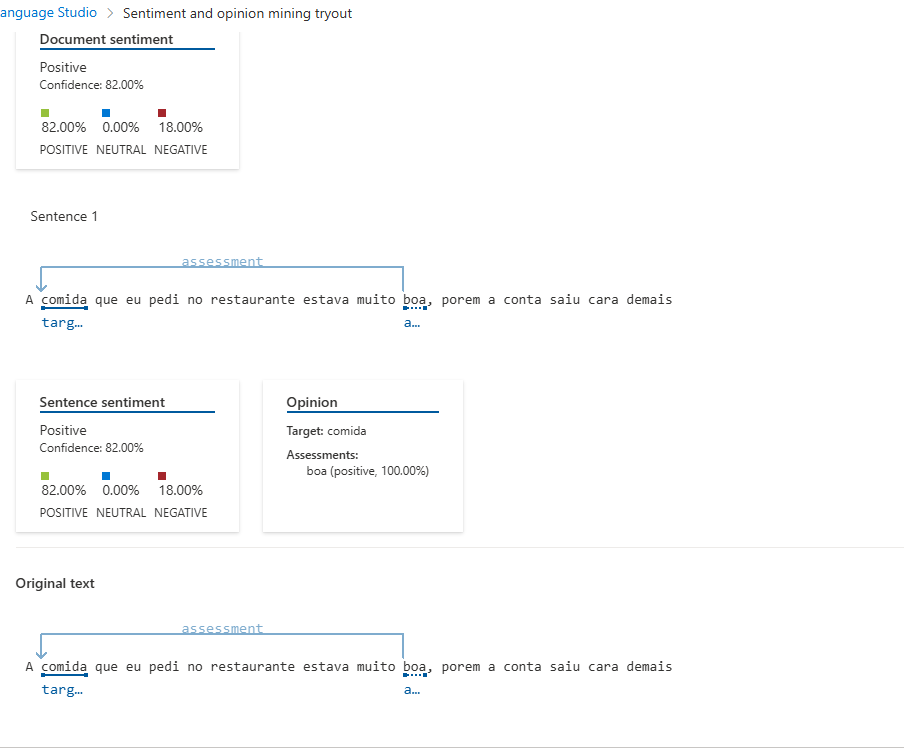 anguage Studio > Sentiment and opinion mining tryout
Document sentiment
Positive
Confidence: 82.00%
82.00% 0.00% 18.00%
POSITIVE NEUTRAL NEGATIVE
Sentence 1
assessment
A comida que eu pedi no restaurante estava muito boa, porem a conta saiu cara demais
targ… a…
Sentence sentiment
Positive
Confidence: 82.00%
82.00% 0.00% 18.00%
POSITIVE NEUTRAL NEGATIVE
Opinion
Target: comida
Assessments:
boa (positive, 100.00%)
Original text
assessment
A comida que eu pedi no restaurante estava muito boa, porem a conta saiu cara demais
targ… a…